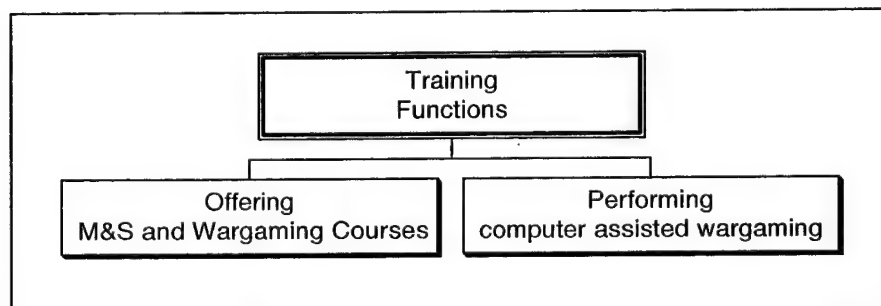 Training
Functions
Offering
M&S and Wargaming Courses
Performing
computer assisted wargaming